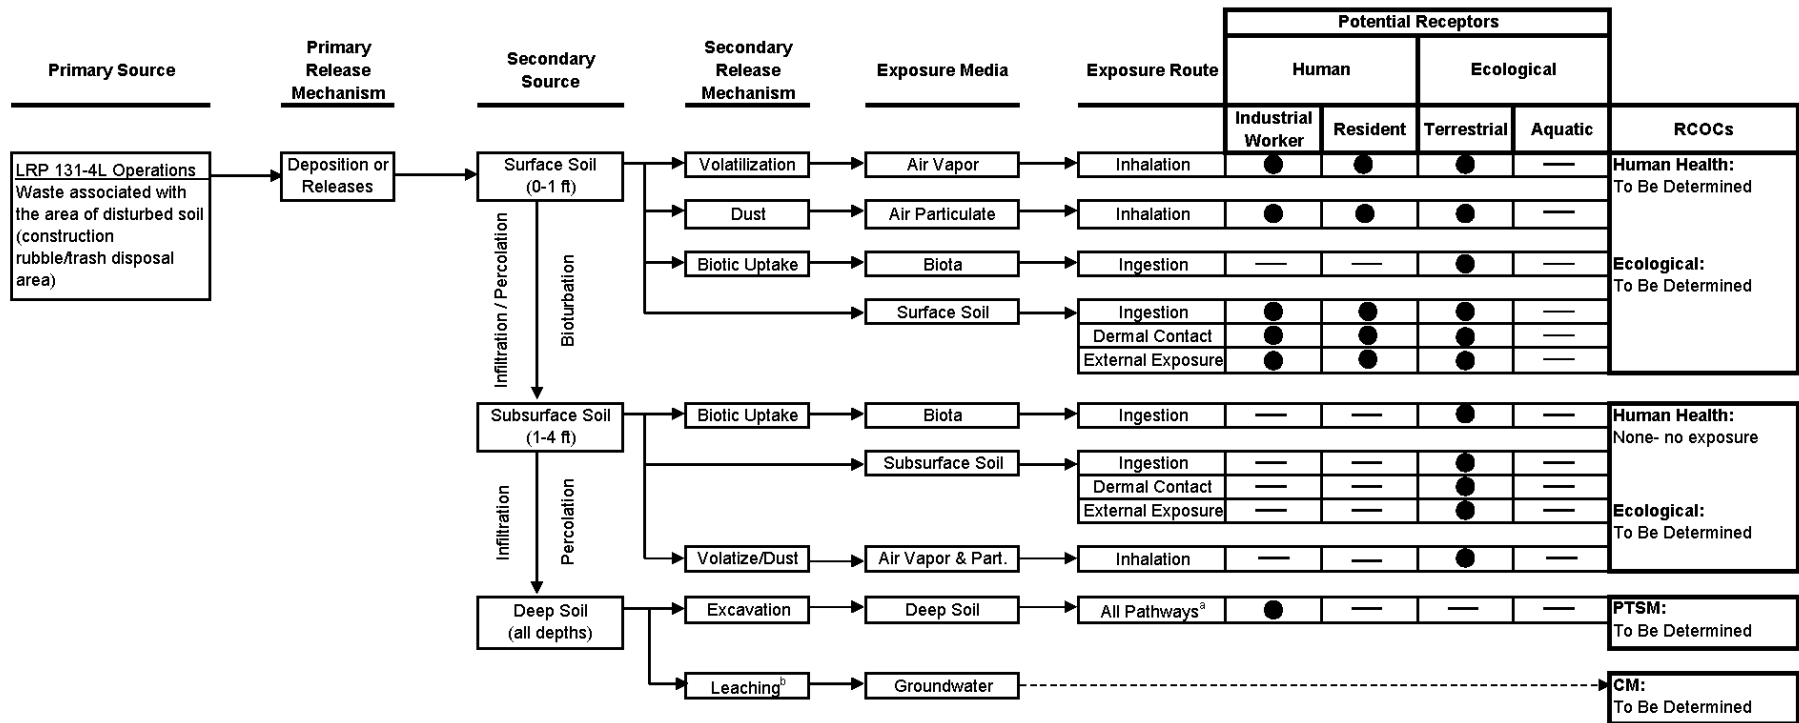 Potential Receptors
Primary Source
Primary
Release
Mechanism
Secondary
Source
Secondary
Release
Mechanism
Exposure Media
Exposure Route
Human
Ecological
Industrial
Worker
Resident
Terrestrial
Aquatic
RCOCs
LRP 131-4L Operations
Waste associated with
the area of disturbed soil
(construction
rubble/trash disposal
area)
Deposition or
Releases
Surface Soil
(0-1 ft)
Volatilization
Air Vapor
Inhalation
—
Human Health:
To Be Determined
Dust
Air Particulate
Inhalation
—
Biotic Uptake
Biota
Ingestion
— — —
Ecological:
To Be Determined
Infiltration / Percolation
Bioturbation
Surface Soil
Ingestion
—
Dermal Contact
—
External Exposure
—
Subsurface Soil
(1-4 ft)
Biotic Uptake
Biota
Ingestion
— — —
Human Health:
None- no exposure
Subsurface Soil
Ingestion
— — —
Dermal Contact
— — —
External Exposure
— — —
Ecological:
To Be Determined
Infiltration
Percolation
Volatize/Dust
Air Vapor & Part.
Inhalation
— — —
Deep Soil
(all depths)
Excavation
Deep Soil
All Pathwaysª
— — —
PTSM:
To Be Determined
Leachingᵇ
Groundwater
CM:
To Be Determined